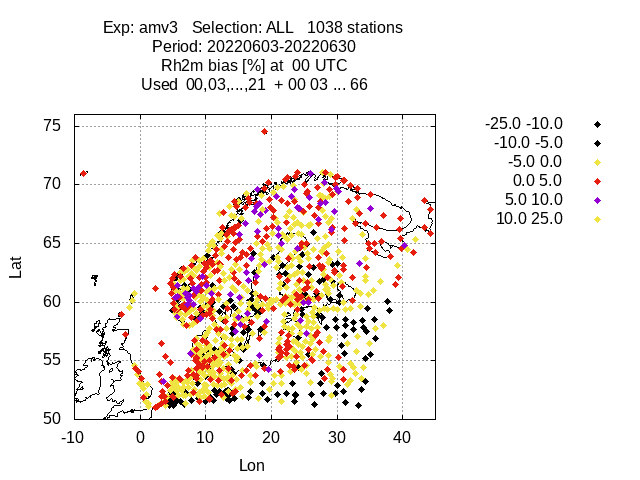 Exp: amv3 Selection: ALL 1038 stations
Period: 20220603-20220630
Rh2m bias [%] at 00 UTC
Used 00,03,...,21 + 00 03 ... 66
-25.0 -10.0
-10.0 -5.0
-5.0 0.0
0.0 5.0
5.0 10.0
10.0 25.0
75
70
65
60
55
50
Lat
-10 0 10 20 30 40
Lon